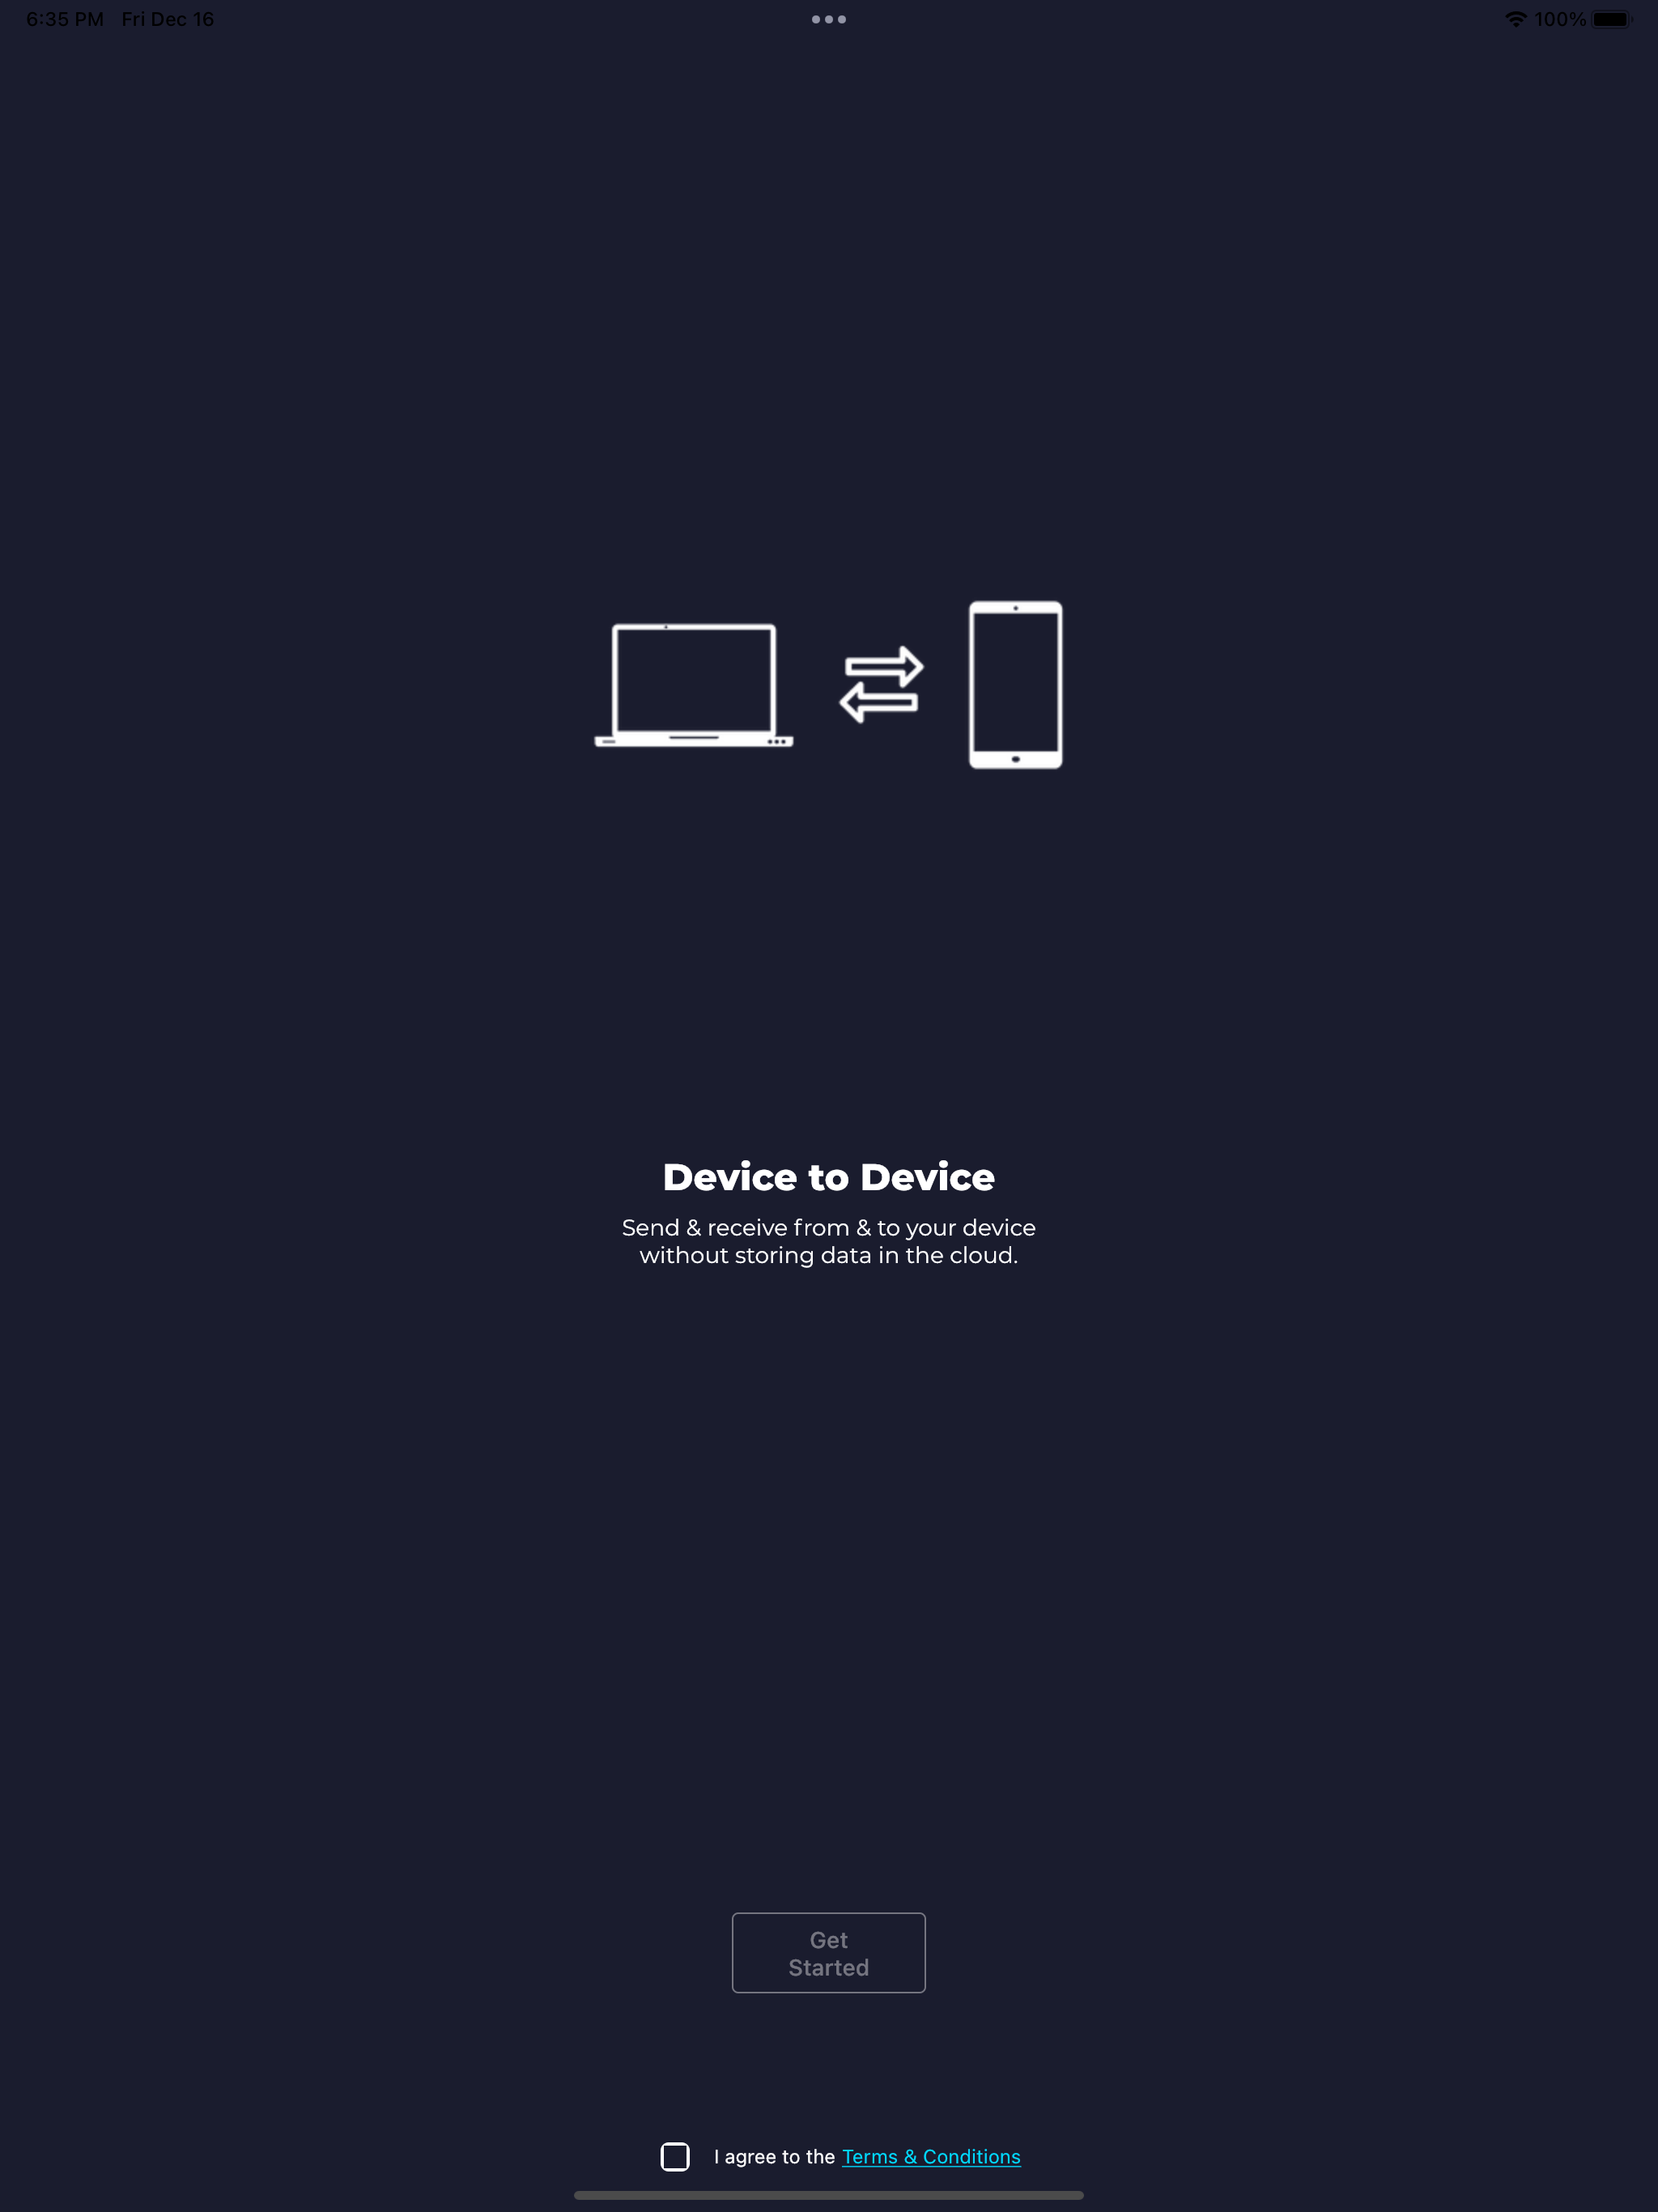 6:35 PM Fri Dec 16
100%
Device to Device
Send & receive from & to your device
without storing data in the cloud.
Get
Started
I agree to the Terms & Conditions